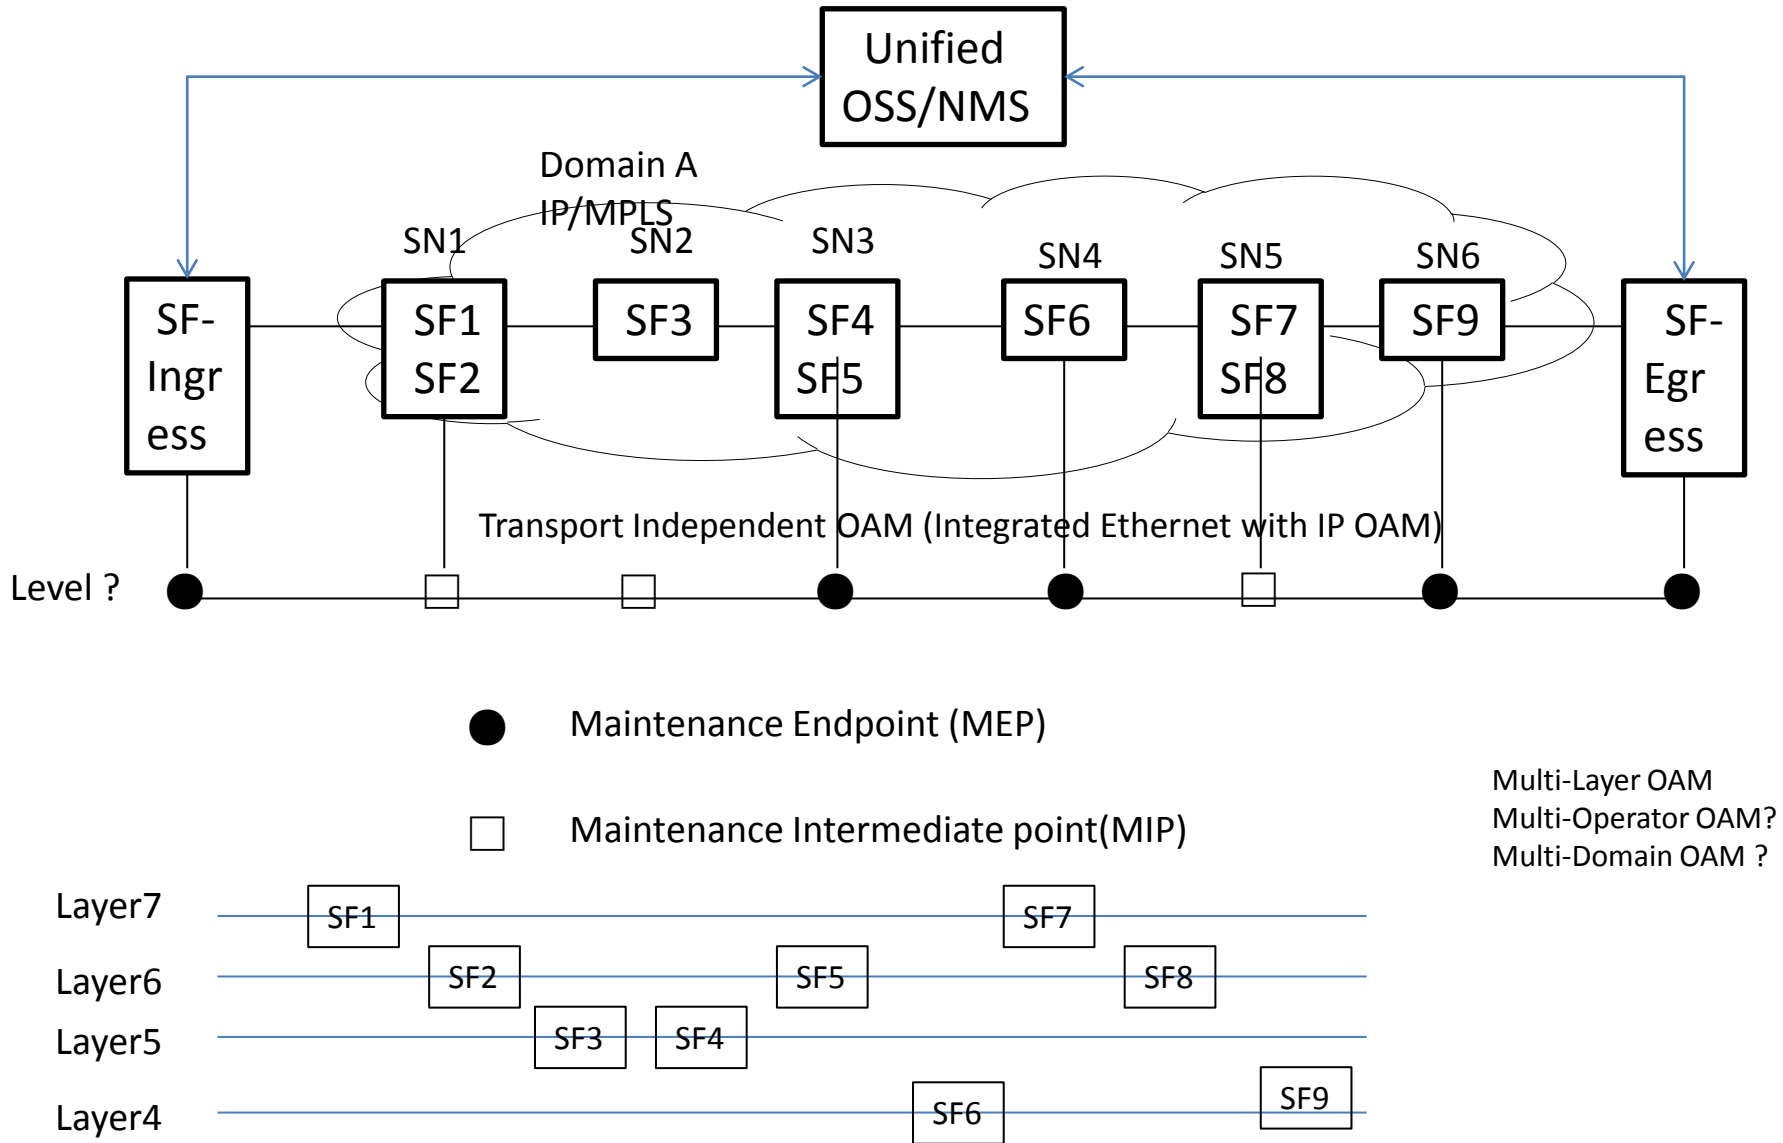 Unified
OSS/NMS
Domain A
IP/MPLS
SN1
SN2
SN3
SN4
SN5
SN6
SF-
Ingr
ess
SF1
SF2
SF3
SF4
SF5
SF6
SF7
SF8
SF9
SF-
Egr
ess
Transport Independent OAM (Integrated Ethernet with IP OAM)
Level ?
Maintenance Endpoint (MEP)
Maintenance Intermediate point(MIP)
Multi-Layer OAM
Multi-Operator OAM?
Multi-Domain OAM ?
Layer7
SF1
SF7
Layer6
SF2
SF5
SF8
Layer5
SF3
SF4
Layer4
SF6
SF9